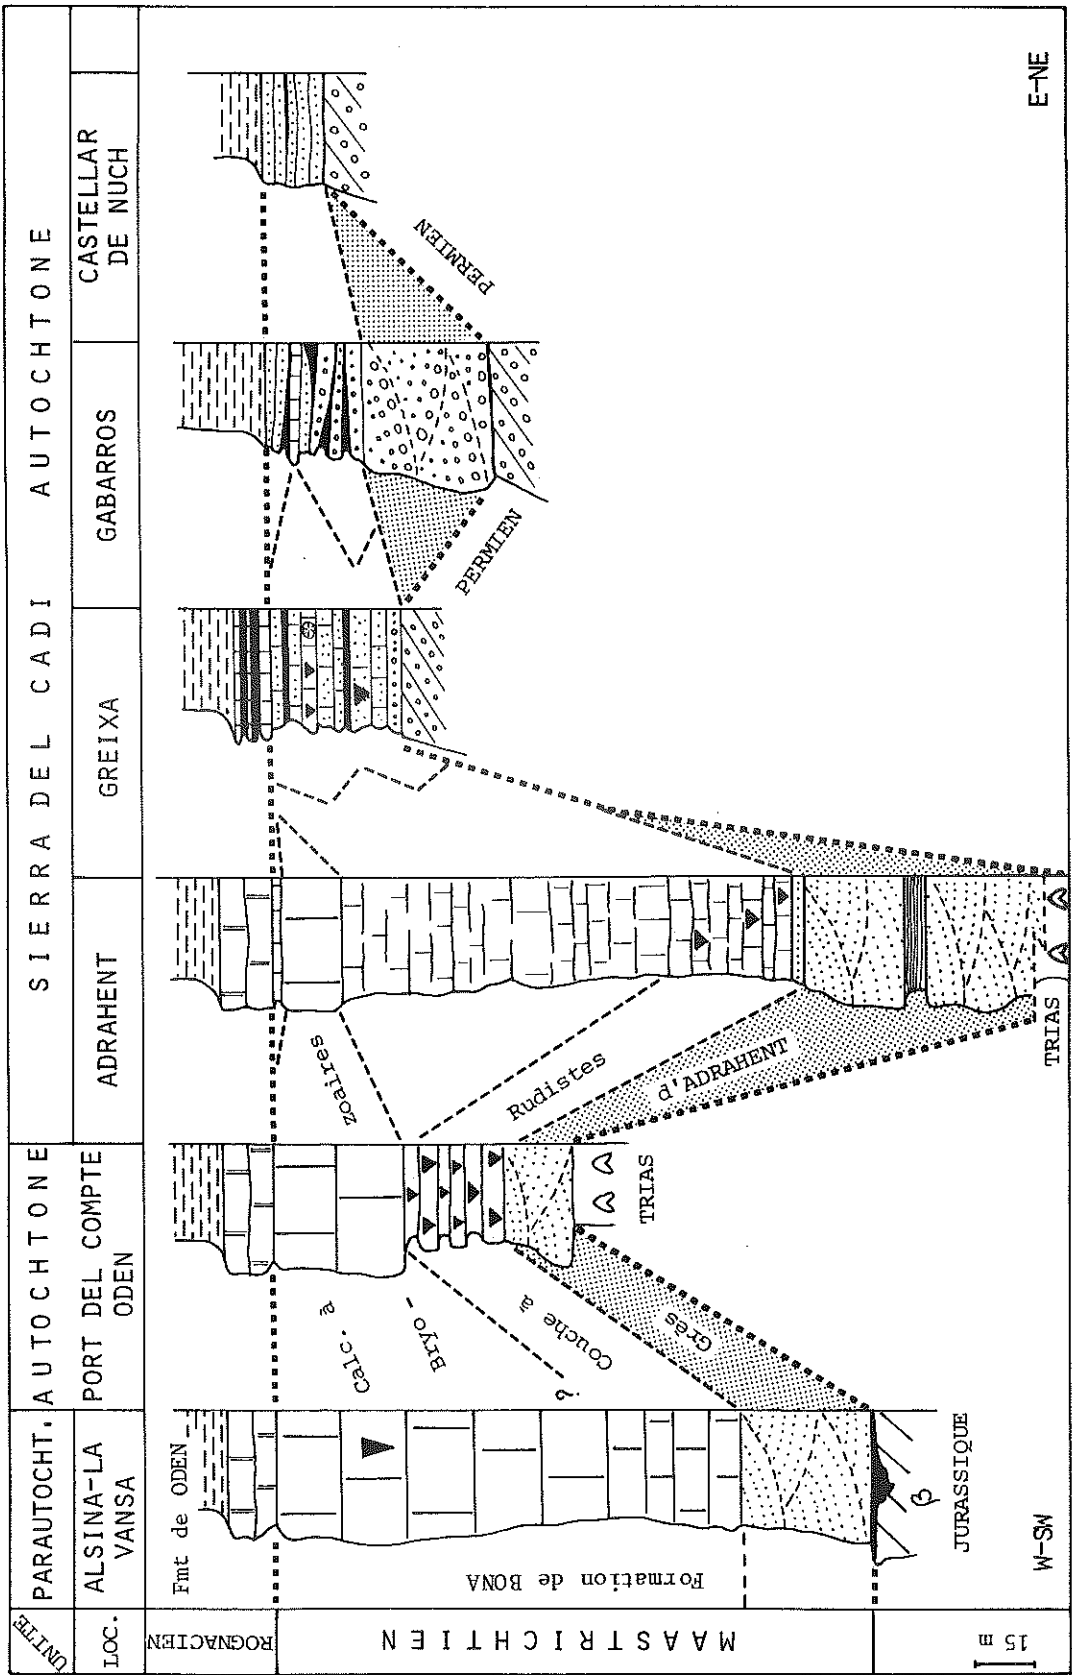 UNITE
PARAUTOCHT.
AUTOCHTONE
SIERRA DEL CADI AUTOCHTONE
LOC.
ALSINA-LA
VANSA
PORT DEL COMPTE
ODEN
ADRAHENT
GREIXA
GABARROS
CASTELLAR
DE NUCH
ROGNACIEN
MAASTRICHTIEN
15 m
Fmt de ODEN
Formation de BONA
JURASSIQUE
W-SW
Calc. à
Bryo-
zoaires
?
Couche à
Rudistes
Grès
d'ADRAHENT
TRIAS
TRIAS
PERMIEN
PERMIEN
E-NE